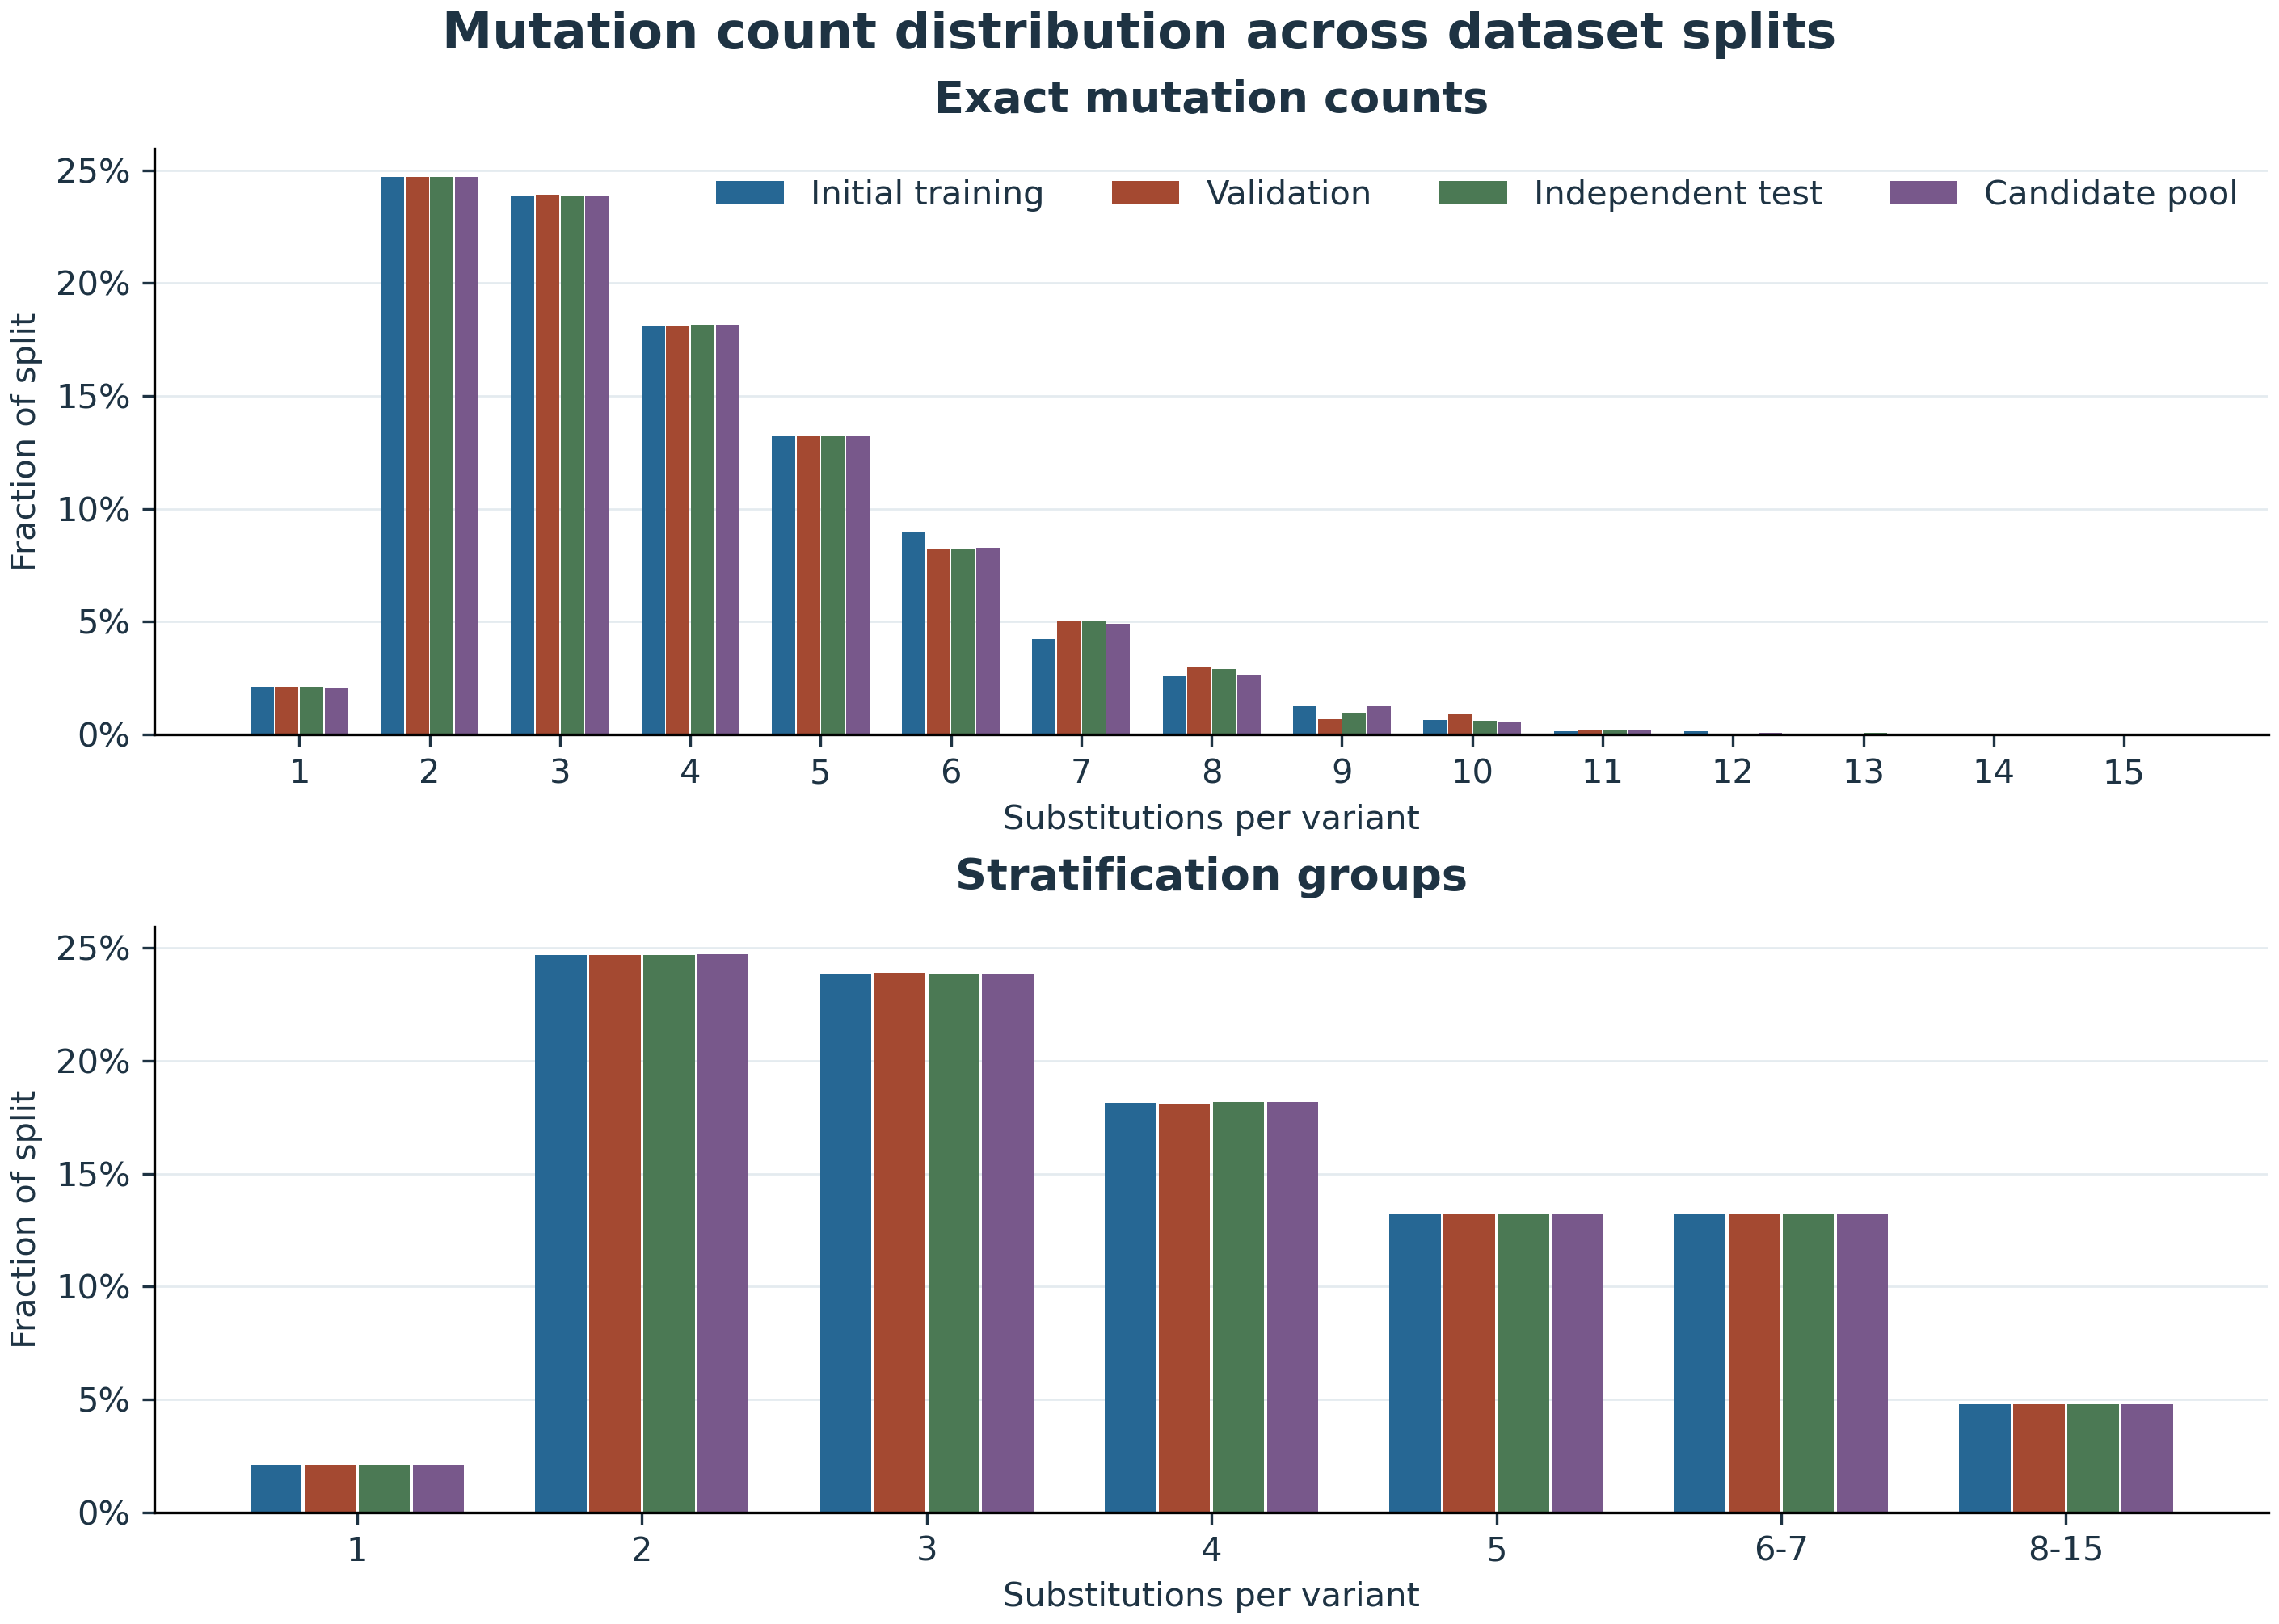 Mutation count distribution across dataset splits
Exact mutation counts
Fraction of split
25%
20%
15%
10%
5%
0%
Initial training Validation Independent test Candidate pool
1 2 3 4 5 6 7 8 9 10 11 12 13 14 15
Substitutions per variant
Stratification groups
Fraction of split
25%
20%
15%
10%
5%
0%
1 2 3 4 5 6-7 8-15
Substitutions per variant